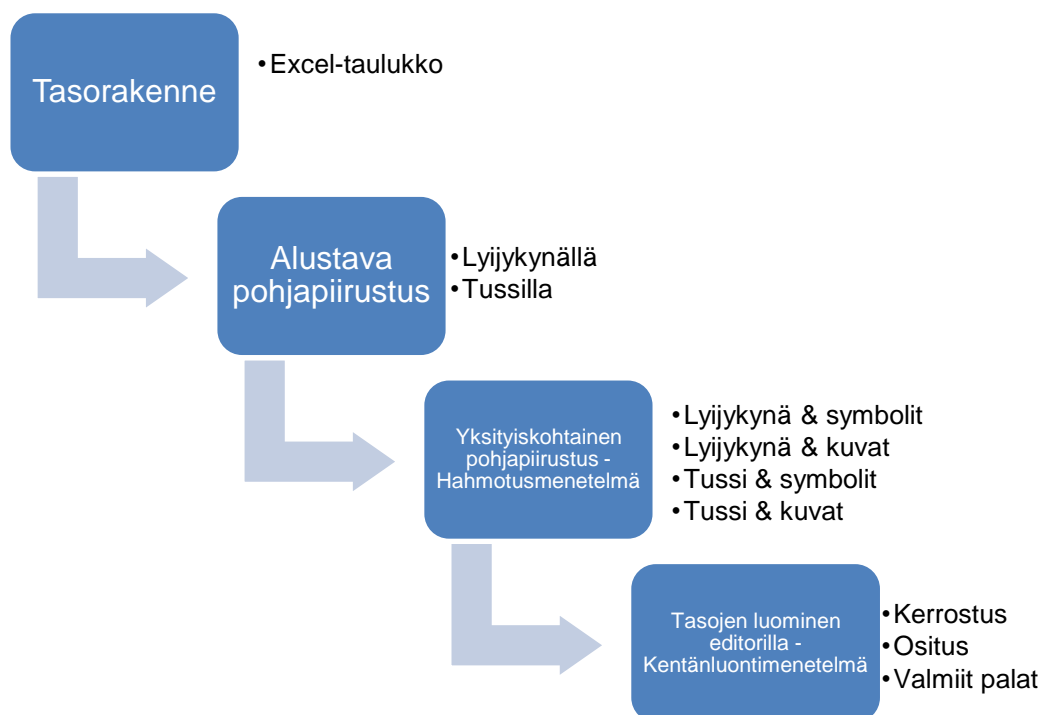 Tasorakenne
•Excel-taulukko
Alustava
pohjapiirustus
•Lyijykynällä
•Tussilla
Yksityiskohtainen
pohjapiirustus -
Hahmotusmenetelmä
•Lyijykynä & symbolit
•Lyijykynä & kuvat
•Tussi & symbolit
•Tussi & kuvat
Tasojen luominen
editorilla -
Kentänluontimenetelmä
•Kerrostus
•Ositus
•Valmiit palat